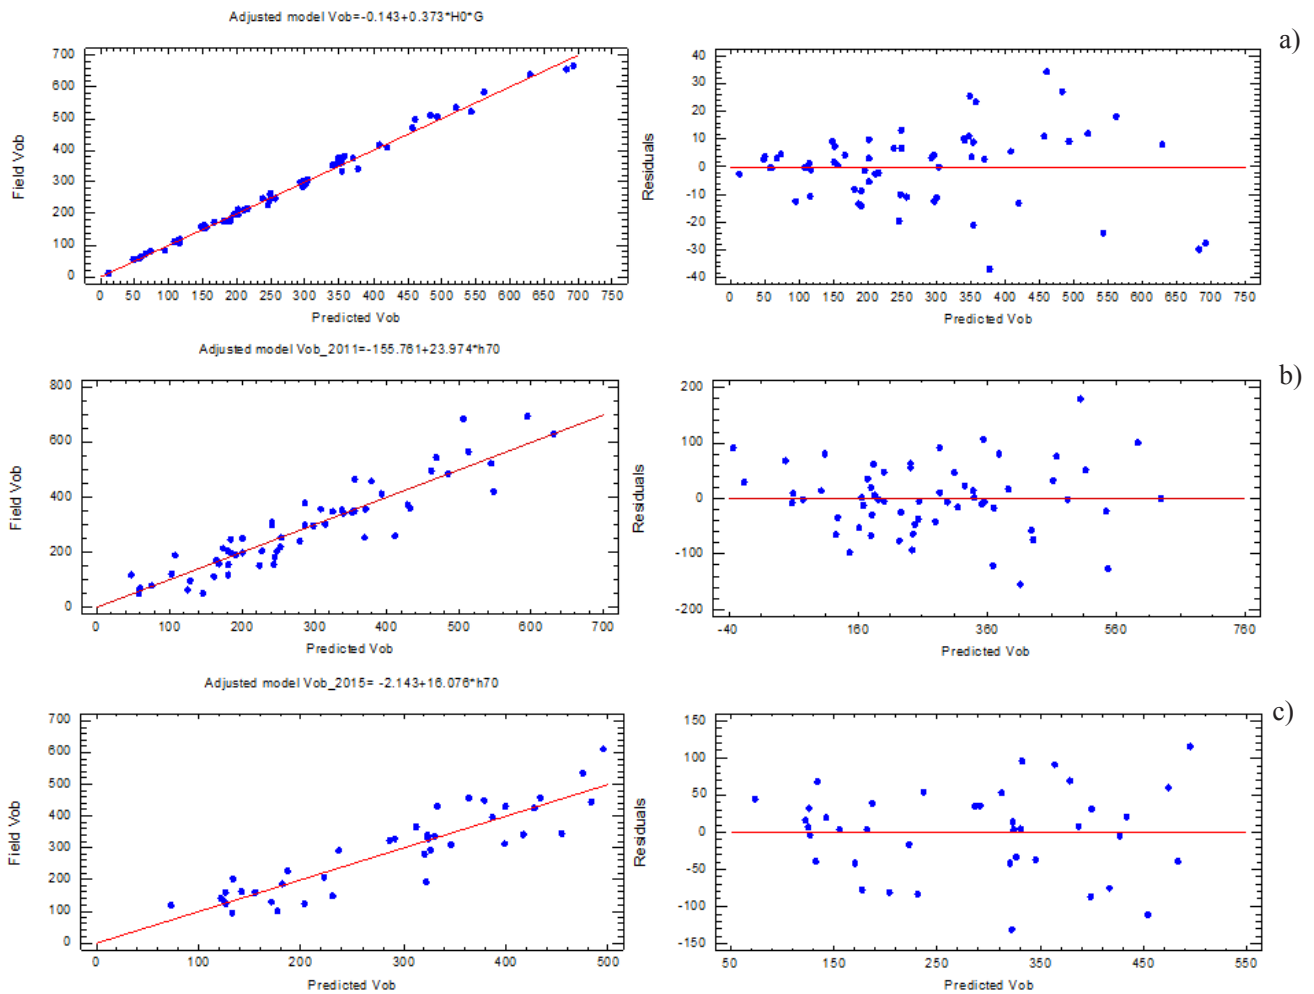 Adjusted model Vob=-0.143+0.373*H0*G
a)
Field Vob
700
600
500
400
300
200
100
0
0 50 100 150 200 250 300 350 400 450 500 550 600 650 700 750
Predicted Vob
Residuals
40
30
20
10
0
-10
-20
-30
-40
0 50 100 150 200 250 300 350 400 450 500 550 600 650 700 750
Predicted Vob
Adjusted model Vob_2011=-155.761+23.974*h70
b)
Field Vob
800
600
400
200
0
0 100 200 300 400 500 600 700
Predicted Vob
Residuals
200
100
0
-100
-200
-40 160 360 560 760
Predicted Vob
Adjusted model Vob_2015= -2.143+16.076*h70
c)
Field Vob
700
600
500
400
300
200
100
0
0 100 200 300 400 500
Predicted Vob
Residuals
150
100
50
0
-50
-100
-150
50 150 250 350 450 550
Predicted Vob